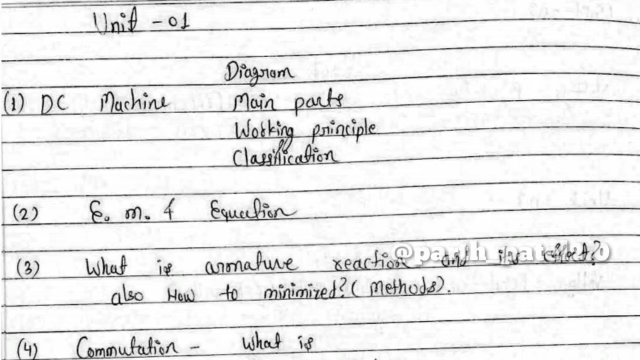 Unit - 01
Diagram
(1) DC Machine Main parts
Working principle
Classification
(2) E. m. f Equation
(3) What is armature reaction and its effect?
also How to minimized? (Methods).
(4) Commutation - What is